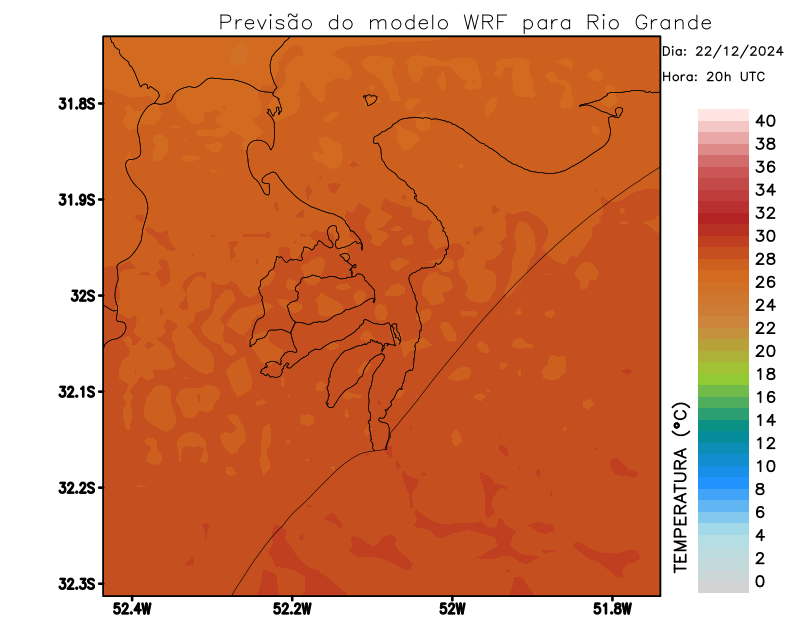 Previsão do modelo WRF para Rio Grande
Dia: 22/12/2024
Hora: 20h UTC
31.8S
31.9S
32S
32.1S
32.2S
32.3S
52.4W
52.2W
52W
51.8W
TEMPERATURA (°C)
40
38
36
34
32
30
28
26
24
22
20
18
16
14
12
10
8
6
4
2
0